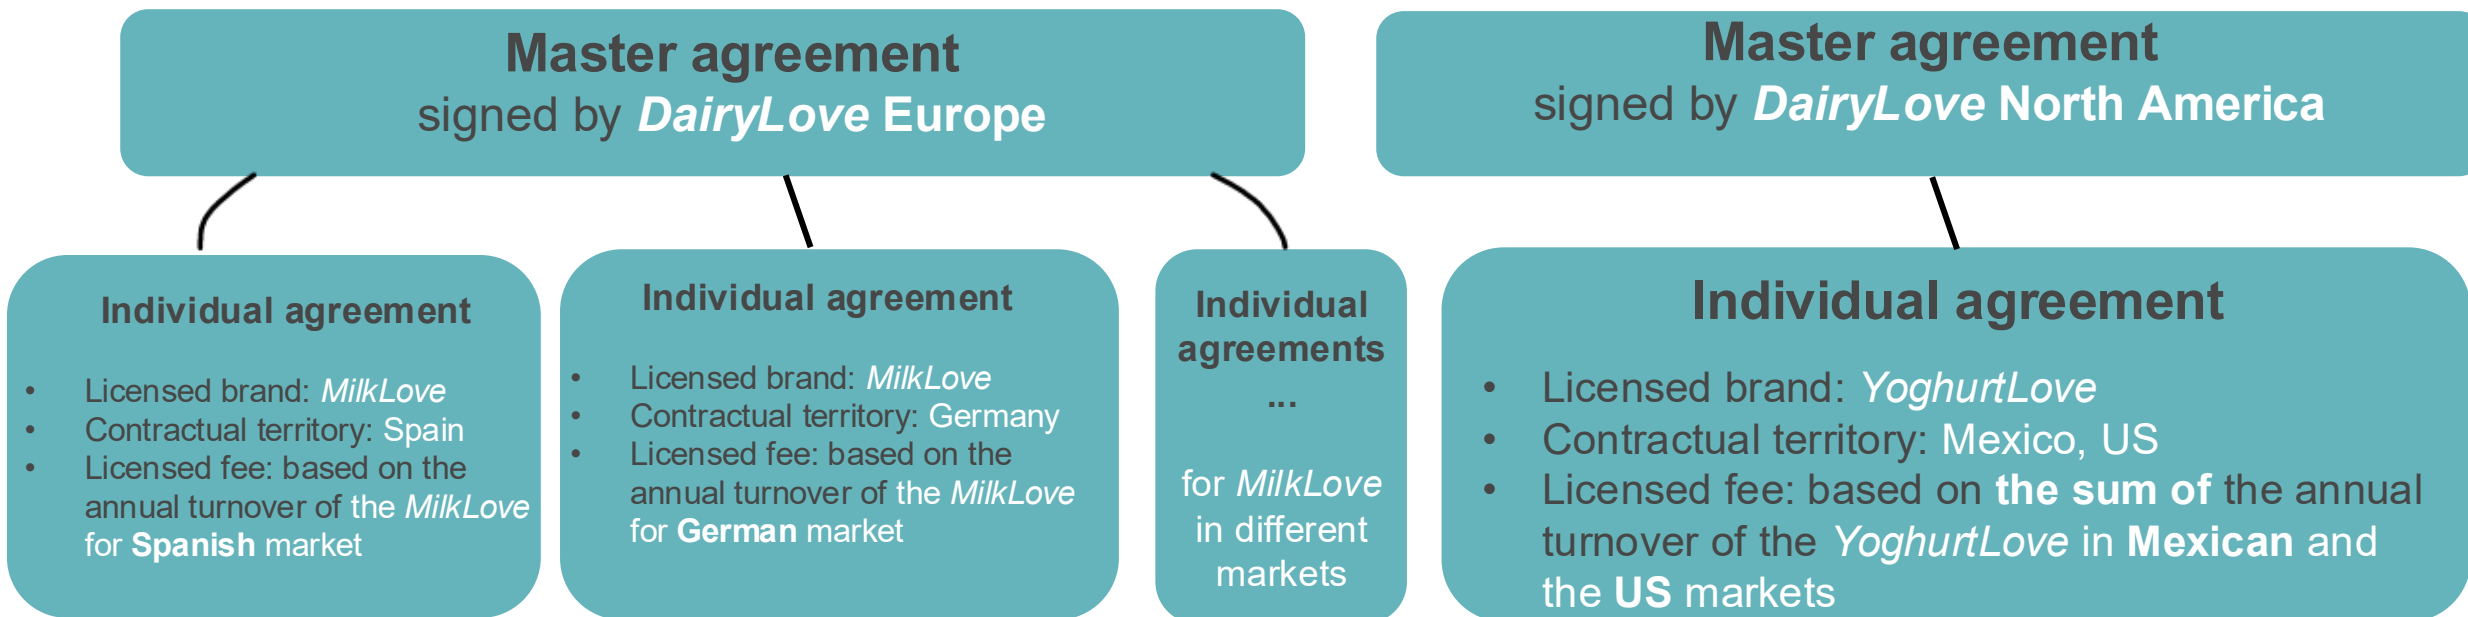 Master agreement
signed by DairyLove Europe
Master agreement
signed by DairyLove North America
Individual agreement
• Licensed brand: MilkLove
• Contractual territory: Spain
• Licensed fee: based on the
annual turnover of the MilkLove
for Spanish market
Individual agreement
• Licensed brand: MilkLove
• Contractual territory: Germany
• Licensed fee: based on the
annual turnover of the MilkLove
for German market
Individual
agreements
...
for MilkLove
in different
markets
Individual agreement
• Licensed brand: YoghurtLove
• Contractual territory: Mexico, US
• Licensed fee: based on the sum of the annual
turnover of the YoghurtLove in Mexican and
the US markets